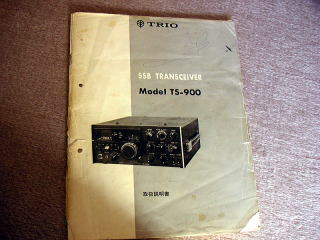 TRIO
SSB TRANSCEIVER
Model TS-900
取扱説明書